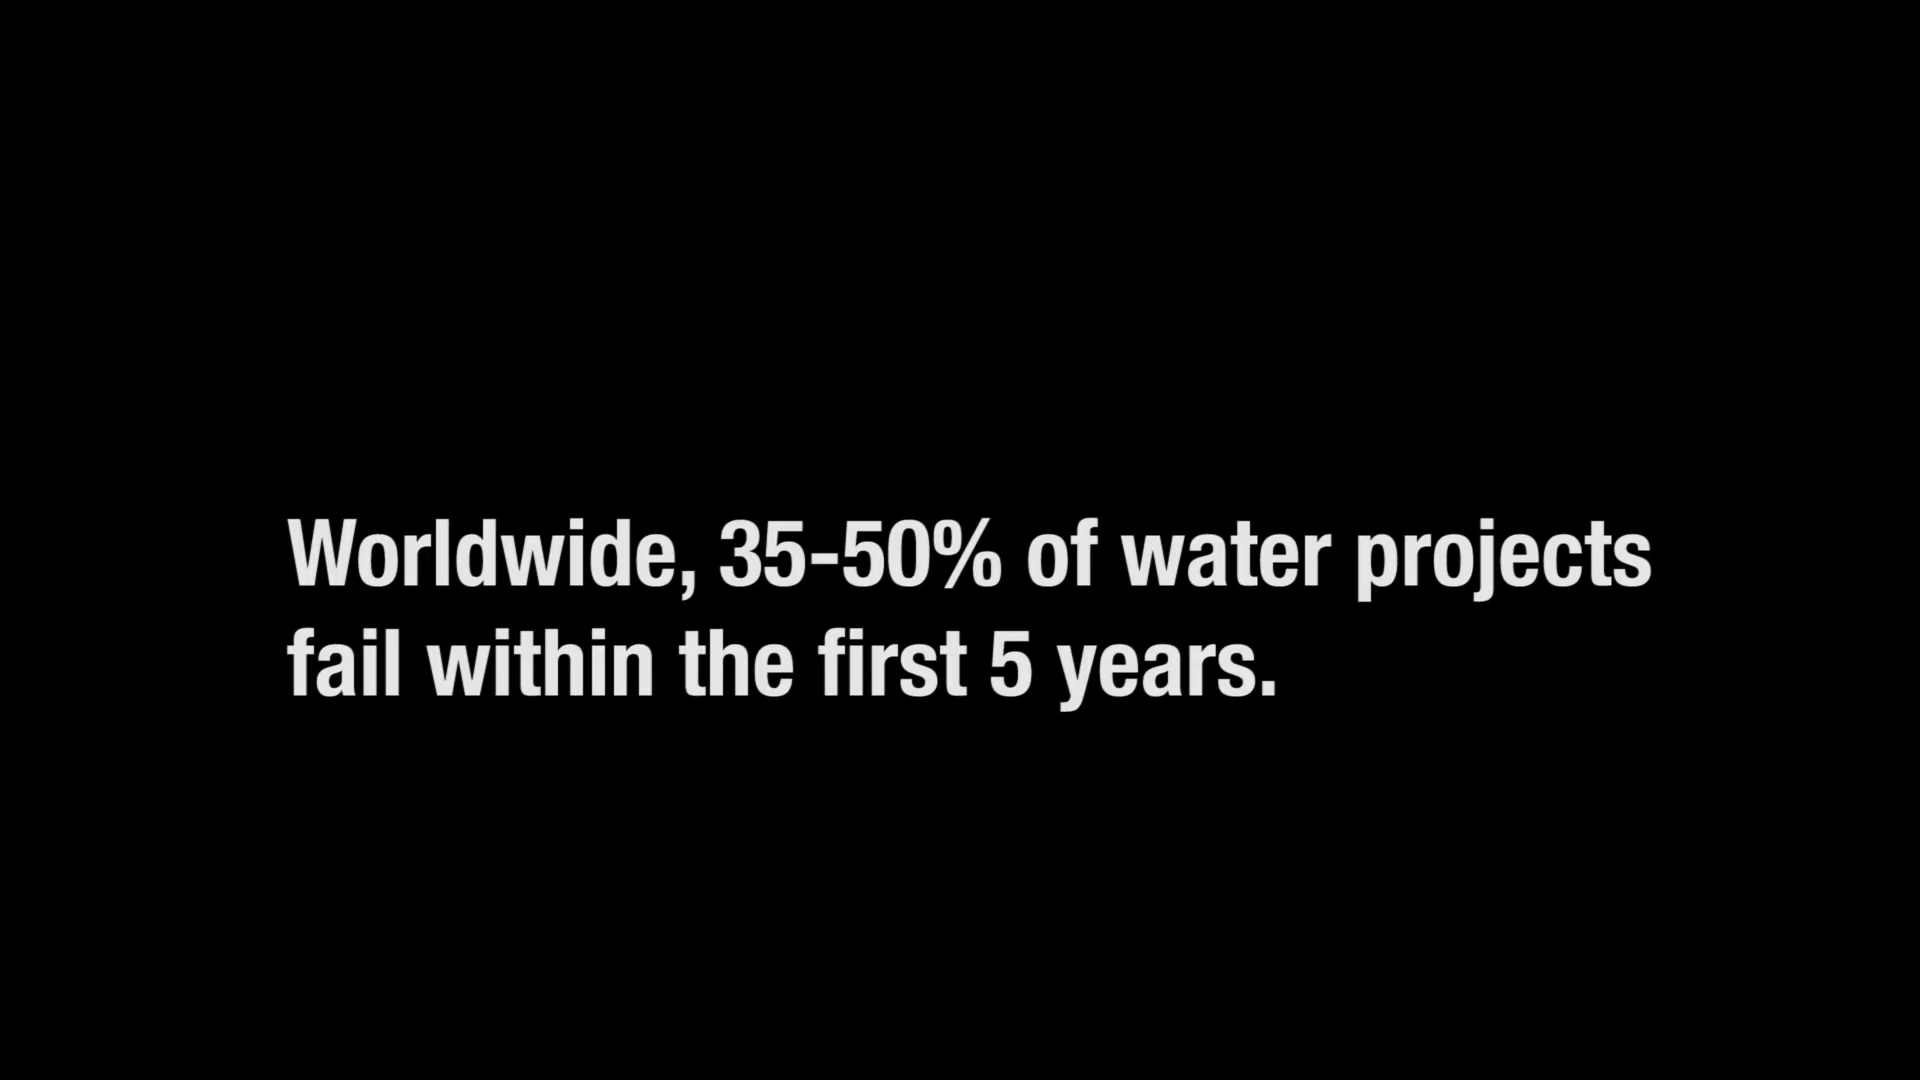 Worldwide, 35-50% of water projects
fail within the first 5 years.